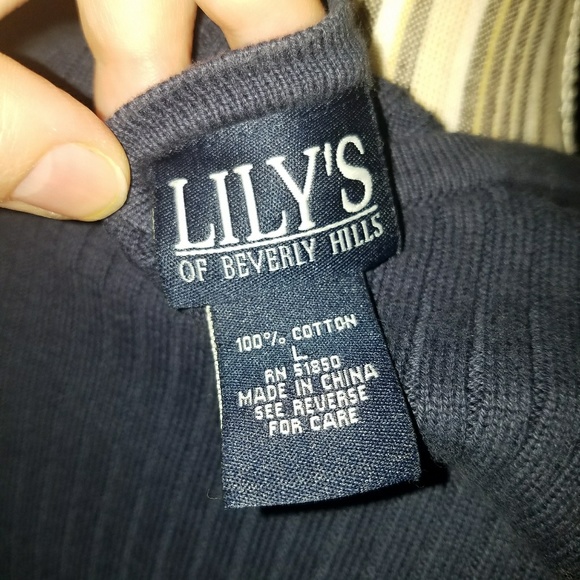 LILY'S
OF BEVERLY HILLS
100% COTTON
L
RN 51850
MADE IN CHINA
SEE REVERSE
FOR CARE